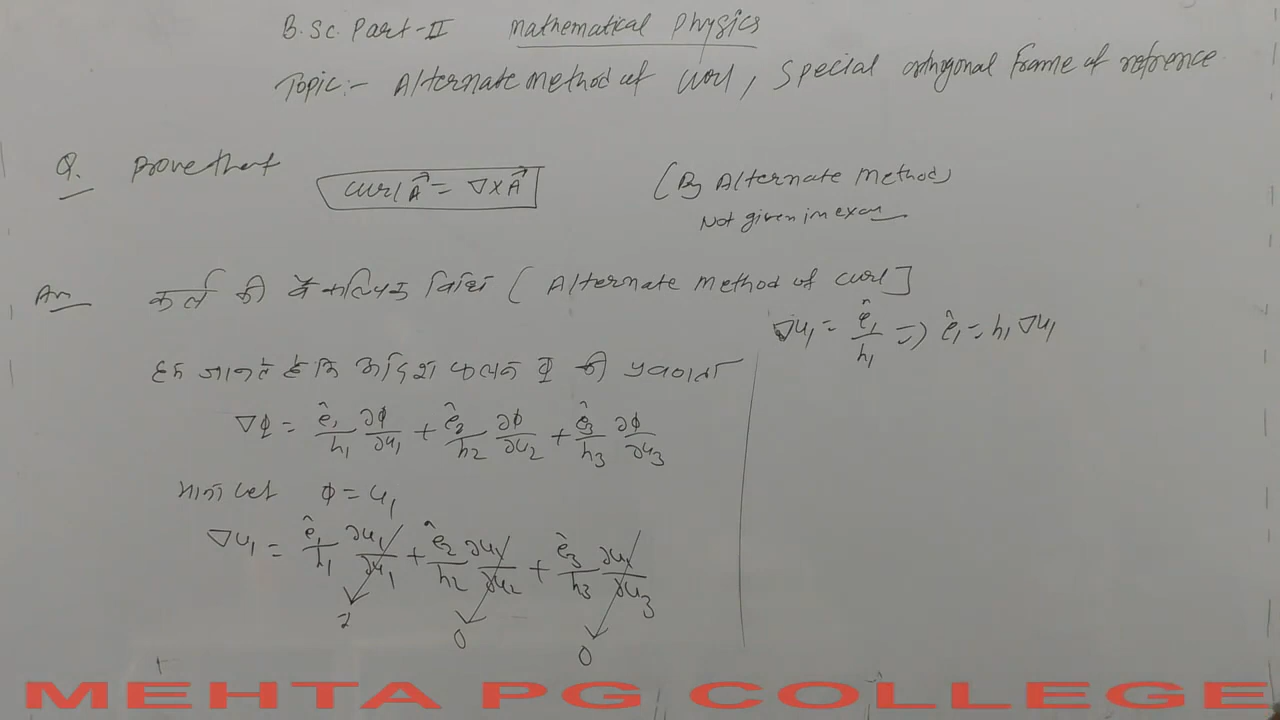 B.Sc. Part-II Mathematical Physics
Topic:- Alternate method of curl, Special orthogonal Frame of refrence
Q. Prove that curl A⃗ = ∇×A⃗ (By Alternate Method)
Not given in exam
An कर्ल की वैकल्पिक विधि ( Alternate method of curl ]
हम जानते है कि अदिश फलन φ की प्रवणता
∇φ = ê₁/h₁ ∂φ/∂u₁ + ê₂/h₂ ∂φ/∂u₂ + ê₃/h₃ ∂φ/∂u₃
माना Let φ = u₁
∇u₁ = ê₁/h₁ ∂u₁/∂u₁ + ê₂/h₂ ∂u₁/∂u₂ + ê₃/h₃ ∂u₁/∂u₃
0 0
∇u₁ = ê₁/h₁ => ê₁ = h₁ ∇u₁
MEHTA PG COLLEGE